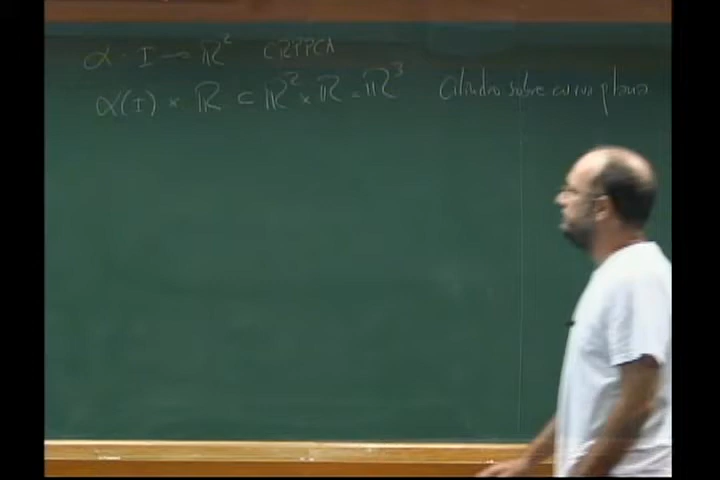 α : I → ℝ² CRPPCA
α(I) × ℝ ⊂ ℝ² × ℝ = ℝ³ Cilindro sobre curva plana